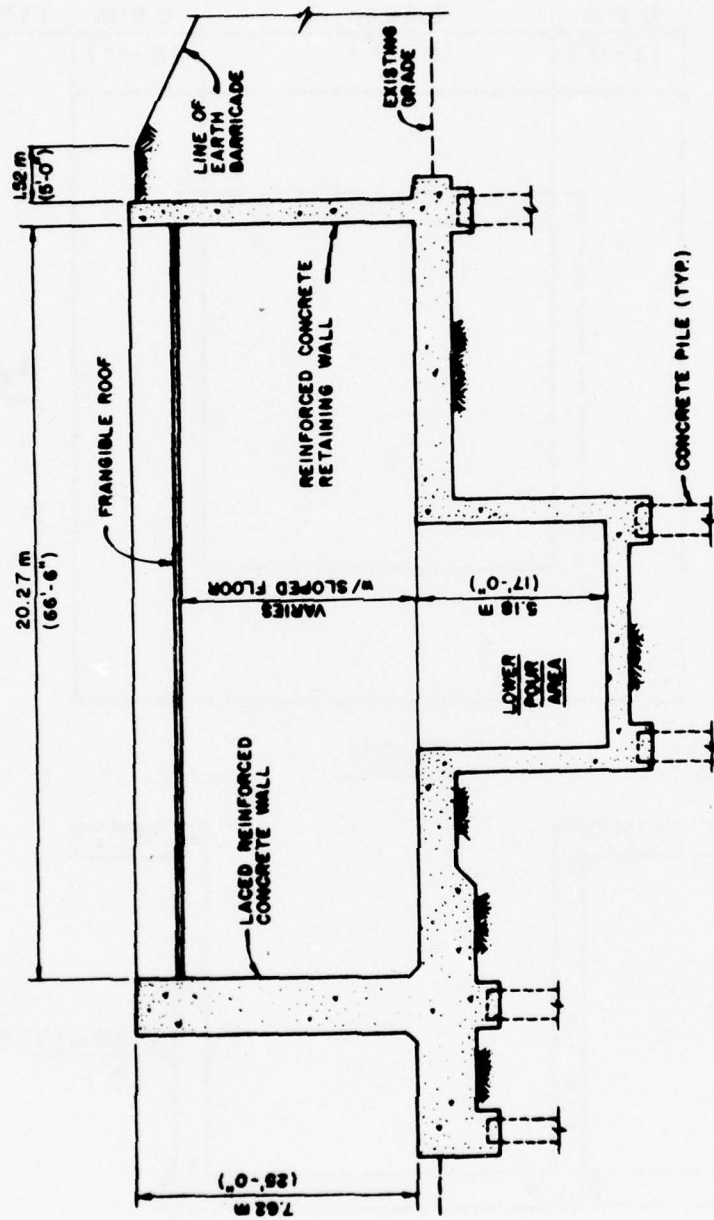 20.27 m
(66'-6")
1.52 m
(5'-0")
FRANGIBLE ROOF
LINE OF
EARTH
BARRICADE
EXISTING
GRADE
LACED REINFORCED
CONCRETE WALL
REINFORCED CONCRETE
RETAINING WALL
VARIES
W/ SLOPED FLOOR
7.62 m
(25'-0")
5.18 m
(17'-0")
LOWER
POUR
AREA
CONCRETE PILE (TYP.)